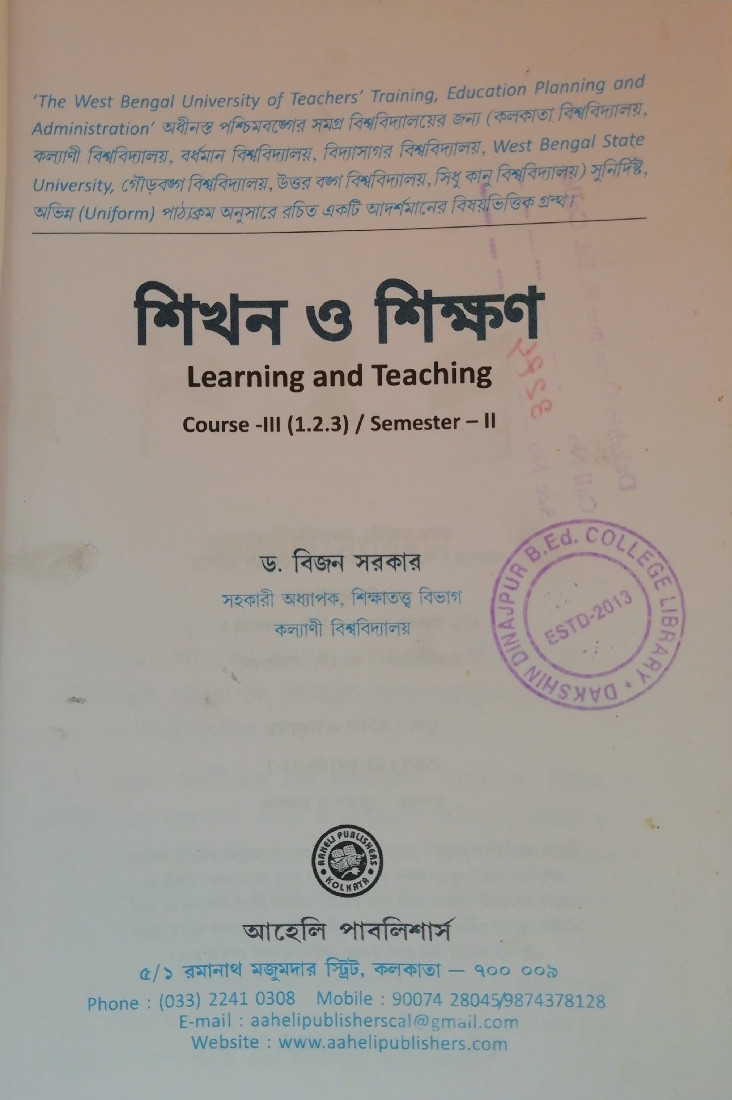 'The West Bengal University of Teachers' Training, Education Planning and
Administration' অধীনস্ত পশ্চিমবঙ্গের সমগ্র বিশ্ববিদ্যালয়ের জন্য (কলকাতা বিশ্ববিদ্যালয়,
কল্যাণী বিশ্ববিদ্যালয়, বর্ধমান বিশ্ববিদ্যালয়, বিদ্যাসাগর বিশ্ববিদ্যালয়, West Bengal State
University, গৌড়বঙ্গ বিশ্ববিদ্যালয়, উত্তর বঙ্গ বিশ্ববিদ্যালয়, সিধু কানু বিশ্ববিদ্যালয়) সুনির্দিষ্ট,
অভিন্ন (Uniform) পাঠ্যক্রম অনুসারে রচিত একটি আদর্শমানের বিষয়ভিত্তিক গ্রন্থ।
শিখন ও শিক্ষণ
Learning and Teaching
Course -III (1.2.3) / Semester – II
ড. বিজন সরকার
সহকারী অধ্যাপক, শিক্ষাতত্ত্ব বিভাগ
কল্যাণী বিশ্ববিদ্যালয়
DAKSHIN DINAJPUR B.Ed. COLLEGE LIBRARY
ESTD-2013
AAHELI PUBLISHERS
KOLKATA
আহেলি পাবলিশার্স
৫/১ রমানাথ মজুমদার স্ট্রিট, কলকাতা — ৭০০ ০০৯
Phone : (033) 2241 0308 Mobile : 90074 28045/9874378128
E-mail : aahelipublisherscal@gmail.com
Website : www.aahelipublishers.com